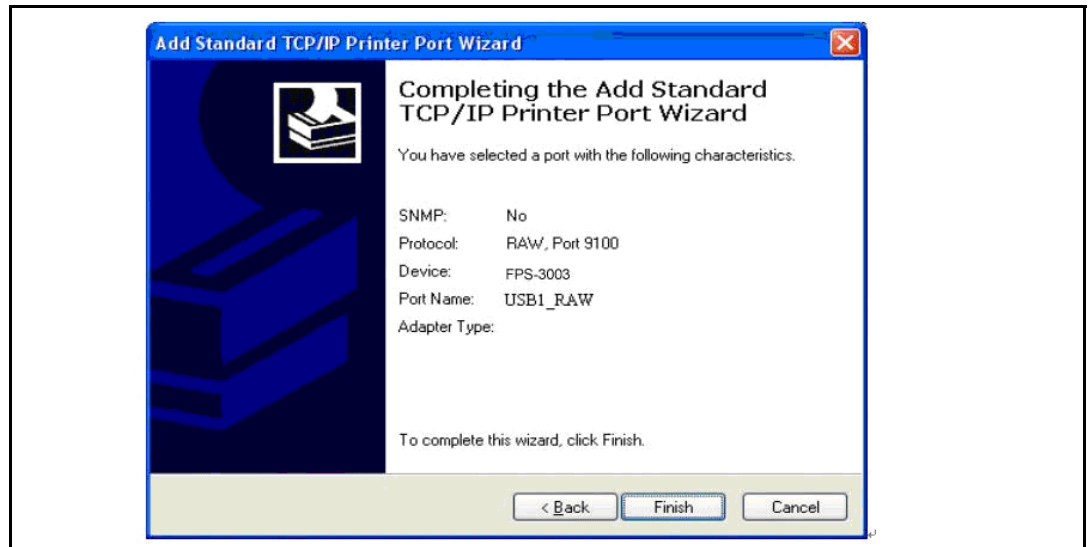 Add Standard TCP/IP Printer Port Wizard
Completing the Add Standard
TCP/IP Printer Port Wizard
You have selected a port with the following characteristics.
SNMP: No
Protocol: RAW, Port 9100
Device: FPS-3003
Port Name: USB1_RAW
Adapter Type:
To complete this wizard, click Finish.
< Back Finish Cancel